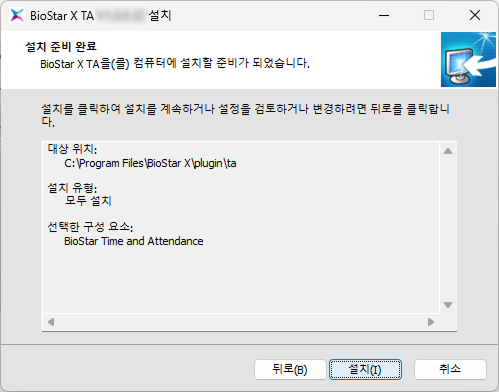 BioStar X TA 설치
설치 준비 완료
BioStar X TA을(를) 컴퓨터에 설치할 준비가 되었습니다.
설치를 클릭하여 설치를 계속하거나 설정을 검토하거나 변경하려면 뒤로를 클릭합니
다.
대상 위치:
C:\Program Files\BioStar X\plugin\ta
설치 유형:
모두 설치
선택한 구성 요소:
BioStar Time and Attendance
뒤로(B)
설치(I)
취소